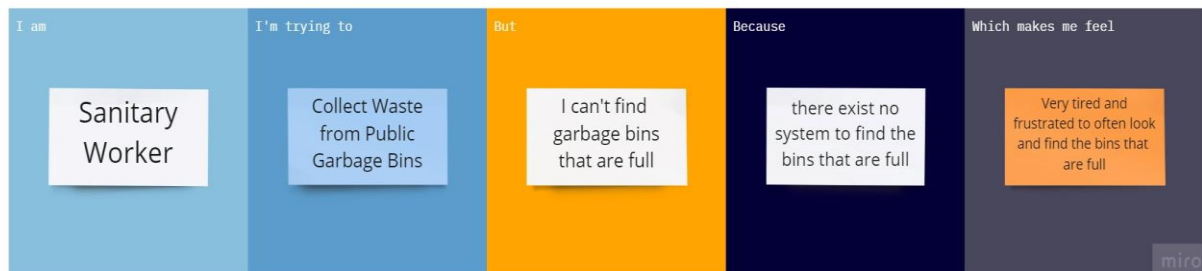 I am
Sanitary
Worker
I'm trying to
Collect Waste
from Public
Garbage Bins
But
I can't find
garbage bins
that are full
Because
there exist no
system to find the
bins that are full
Which makes me feel
Very tired and
frustrated to often look
and find the bins that
are full
miro